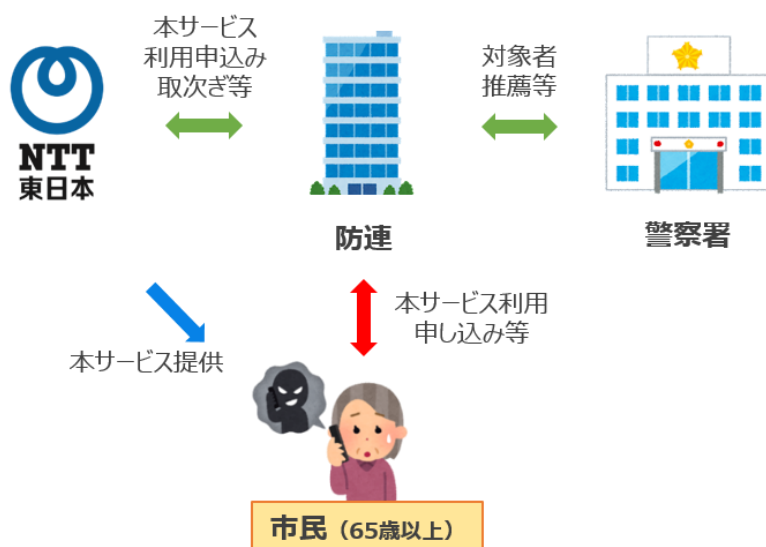 本サービス
利用申込み
取次ぎ等
対象者
推薦等
NTT
東日本
防連
警察署
本サービス利用
申し込み等
本サービス提供
市民（65歳以上）